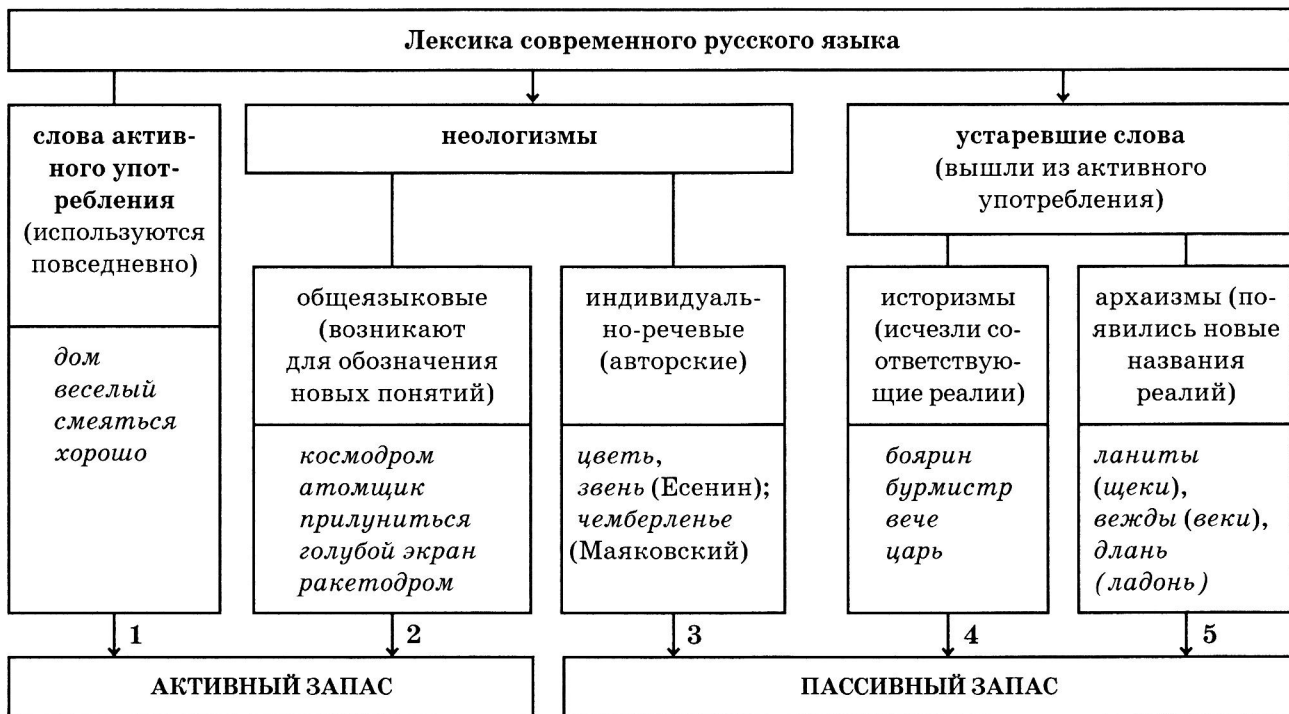 Лексика современного русского языка
слова актив-
ного упот-
ребления
(используются
повседневно)
дом
веселый
смеяться
хорошо
неологизмы
общеязыковые
(возникают
для обозначения
новых понятий)
космодром
атомщик
прилуниться
голубой экран
ракетодром
индивидуаль-
но-речевые
(авторские)
цветь,
звень (Есенин);
чемберленье
(Маяковский)
устаревшие слова
(вышли из активного
употребления)
историзмы
(исчезли со-
ответствую-
щие реалии)
боярин
бурмистр
вече
царь
архаизмы (по-
явились новые
названия
реалий)
ланиты
(щеки),
вежды (веки),
длань
(ладонь)
1
2
3
4
5
АКТИВНЫЙ ЗАПАС
ПАССИВНЫЙ ЗАПАС